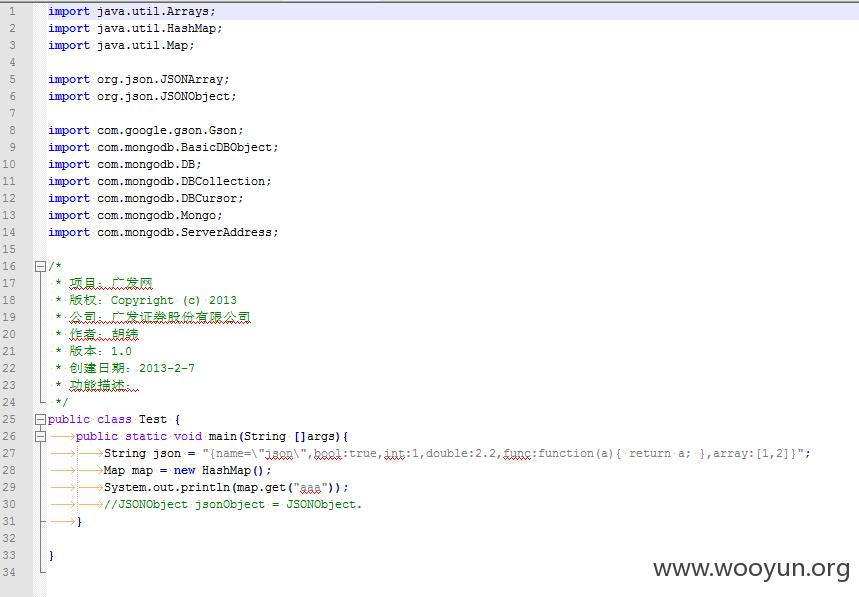 1 import java.util.Arrays;
2 import java.util.HashMap;
3 import java.util.Map;
4
5 import org.json.JSONArray;
6 import org.json.JSONObject;
7
8 import com.google.gson.Gson;
9 import com.mongodb.BasicDBObject;
10 import com.mongodb.DB;
11 import com.mongodb.DBCollection;
12 import com.mongodb.DBCursor;
13 import com.mongodb.Mongo;
14 import com.mongodb.ServerAddress;
15
16 /*
17 * 项目：广发网
18 * 版权：Copyright (c) 2013
19 * 公司：广发证券股份有限公司
20 * 作者：胡纬
21 * 版本：1.0
22 * 创建日期：2013-2-7
23 * 功能描述：
24 */
25 public class Test {
26 public static void main(String []args){
27 String json = "{name=\"json\",bool:true,int:1,double:2.2,func:function(a){ return a; },array:[1,2]}";
28 Map map = new HashMap();
29 System.out.println(map.get("aaa"));
30 //JSONObject jsonObject = JSONObject.
31 }
32
33 }
34
www.wooyun.org